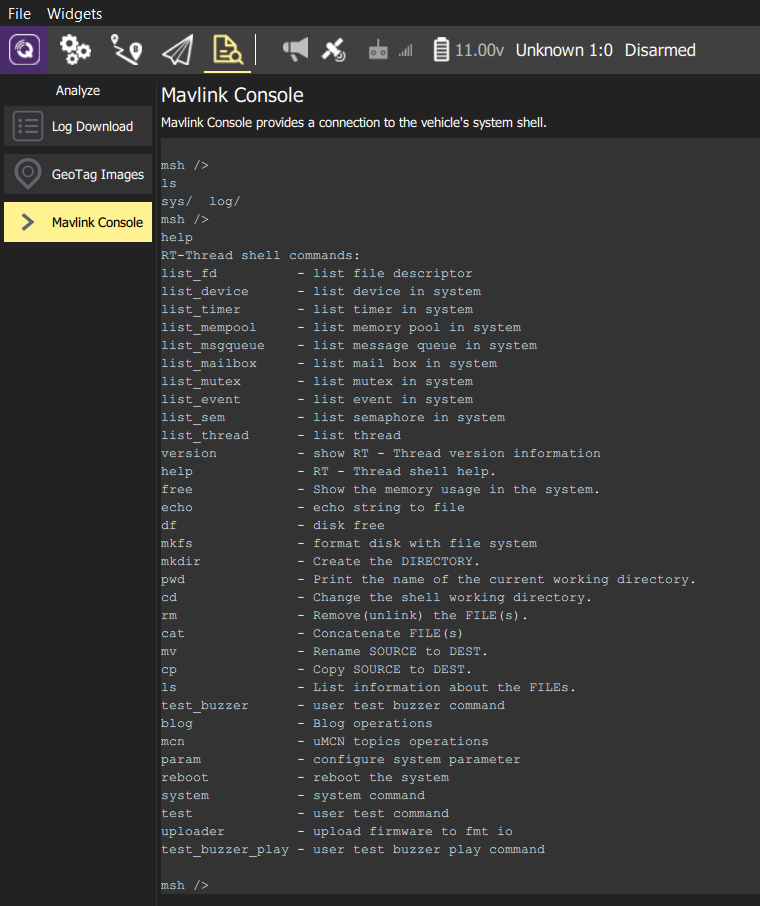 File Widgets
11.00v Unknown 1:0 Disarmed
Analyze
Log Download
GeoTag Images
Mavlink Console
Mavlink Console
Mavlink Console provides a connection to the vehicle's system shell.
msh />
ls
sys/  log/
msh />
help
RT-Thread shell commands:
list_fd          - list file descriptor
list_device      - list device in system
list_timer       - list timer in system
list_mempool     - list memory pool in system
list_msgqueue    - list message queue in system
list_mailbox     - list mail box in system
list_mutex       - list mutex in system
list_event       - list event in system
list_sem         - list semaphore in system
list_thread      - list thread
version          - show RT - Thread version information
help             - RT - Thread shell help.
free             - Show the memory usage in the system.
echo             - echo string to file
df               - disk free
mkfs             - format disk with file system
mkdir            - Create the DIRECTORY.
pwd              - Print the name of the current working directory.
cd               - Change the shell working directory.
rm               - Remove(unlink) the FILE(s).
cat              - Concatenate FILE(s)
mv               - Rename SOURCE to DEST.
cp               - Copy SOURCE to DEST.
ls               - List information about the FILEs.
test_buzzer      - user test buzzer command
blog             - Blog operations
mcn              - uMCN topics operations
param            - configure system parameter
reboot           - reboot the system
system           - system command
test             - user test command
uploader         - upload firmware to fmt io
test_buzzer_play - user test buzzer play command
msh />